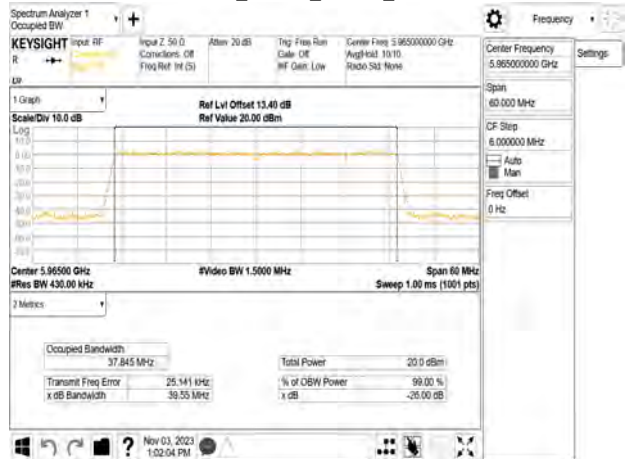 Spectrum Analyzer 1
Occupied BW
+
Frequency
KEYSIGHT
Input: RF
Input Z: 50 Ω
Atten: 20 dB
Trig: Free Run
Center Freq: 5.965000000 GHz
R
Corrections: Off
Gate: Off
Avg|Hold: 10/10
Freq Ref: Int (S)
#IF Gain: Low
Radio Std: None
Center Frequency
5.965000000 GHz
Settings
Span
60.000 MHz
CF Step
6.000000 MHz
Auto
Man
Freq Offset
0 Hz
1 Graph
Scale/Div 10.0 dB
Ref Lvl Offset 13.40 dB
Ref Value 20.00 dBm
Log
Center 5.96500 GHz
#Video BW 1.5000 MHz
Span 60 MHz
#Res BW 430.00 kHz
Sweep 1.00 ms (1001 pts)
2 Metrics
Occupied Bandwidth
37.845 MHz
Total Power
20.0 dBm
Transmit Freq Error
25.141 kHz
% of OBW Power
99.00 %
x dB Bandwidth
39.55 MHz
x dB
-26.00 dB
?
Nov 03, 2023
1:02:04 PM